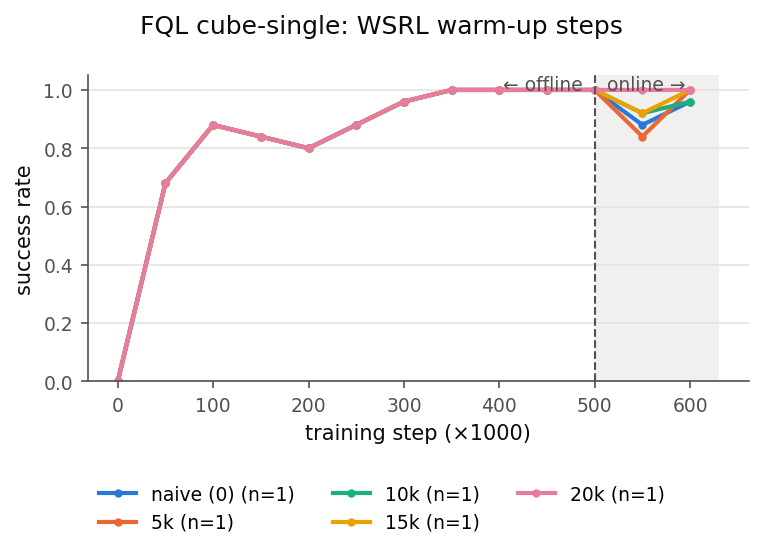 FQL cube-single: WSRL warm-up steps
← offline
online →
1.0
0.8
0.6
0.4
0.2
0.0
success rate
0 100 200 300 400 500 600
training step (×1000)
naive (0) (n=1) 10k (n=1) 20k (n=1)
5k (n=1) 15k (n=1)